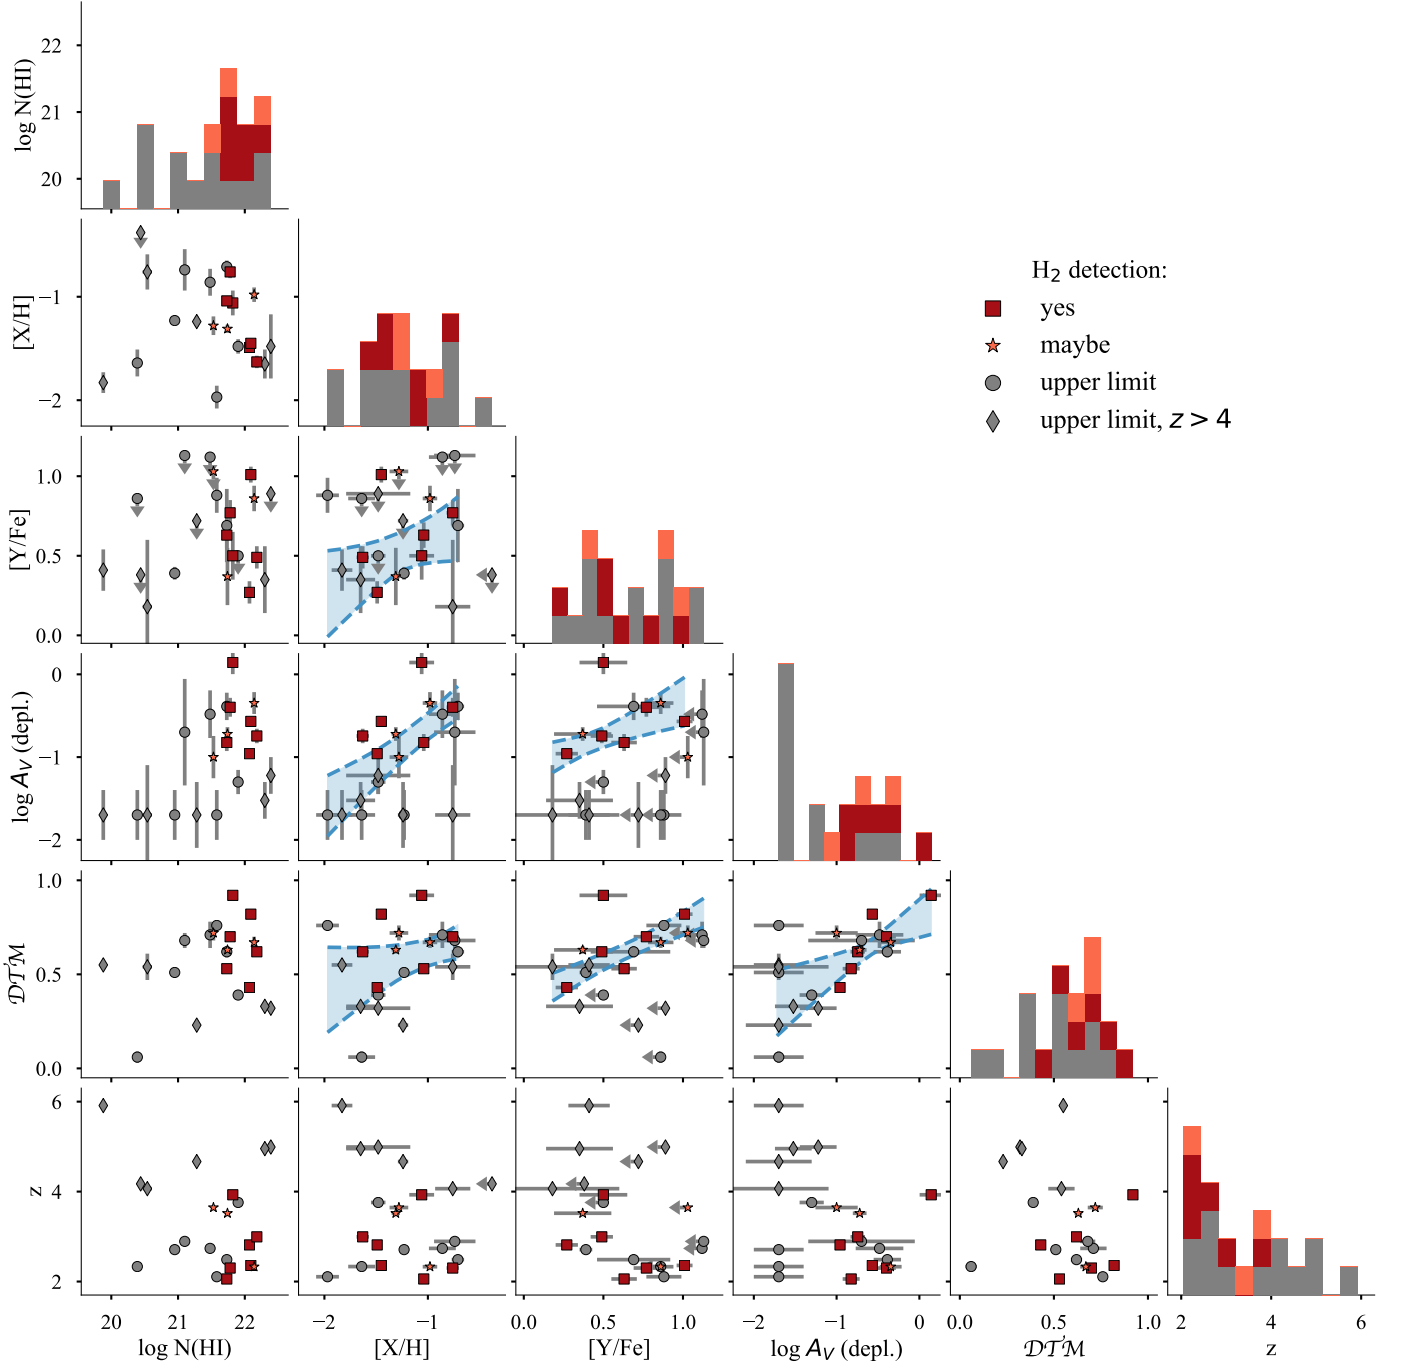 log N(HI)
22
21
20
H2 detection:
yes
maybe
upper limit
upper limit, z > 4
[X/H]
−1
−2
[Y/Fe]
1.0
0.5
0.0
log AV (depl.)
0
−1
−2
DTM
1.0
0.5
0.0
z
6
4
2
20 21 22
−2 −1
0.0 0.5 1.0
−2 −1 0
0.0 0.5 1.0
2 4 6
log N(HI) [X/H] [Y/Fe] log AV (depl.) DTM z